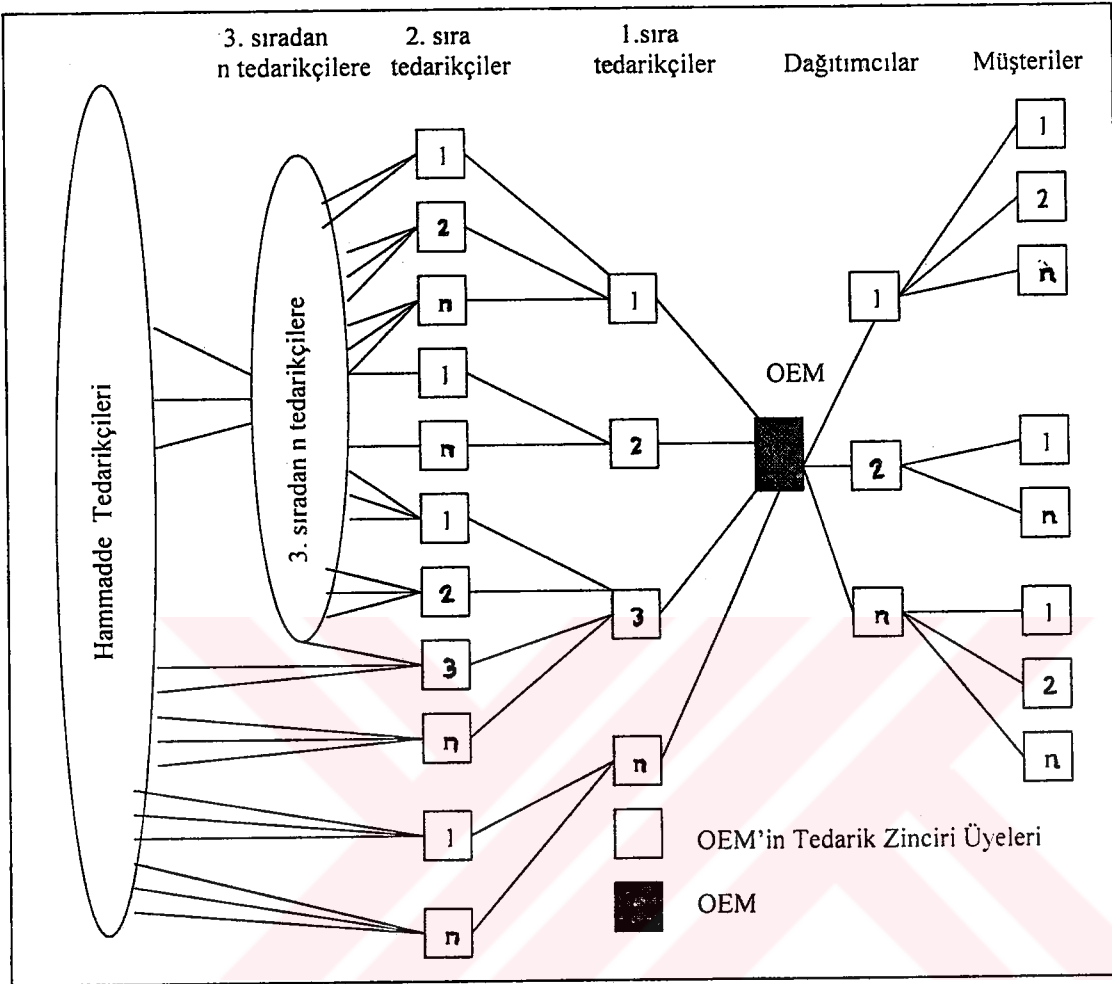 3. sıradan
n tedarikçilere
2. sıra
tedarikçiler
1.sıra
tedarikçiler
Dağıtımcılar
Müşteriler
Hammadde Tedarikçileri
3. sıradan n tedarikçilere
1
2
n
1
n
1
2
3
n
1
n
1
2
3
n
OEM
1
2
n
1
2
n
1
n
1
2
n
OEM'in Tedarik Zinciri Üyeleri
OEM